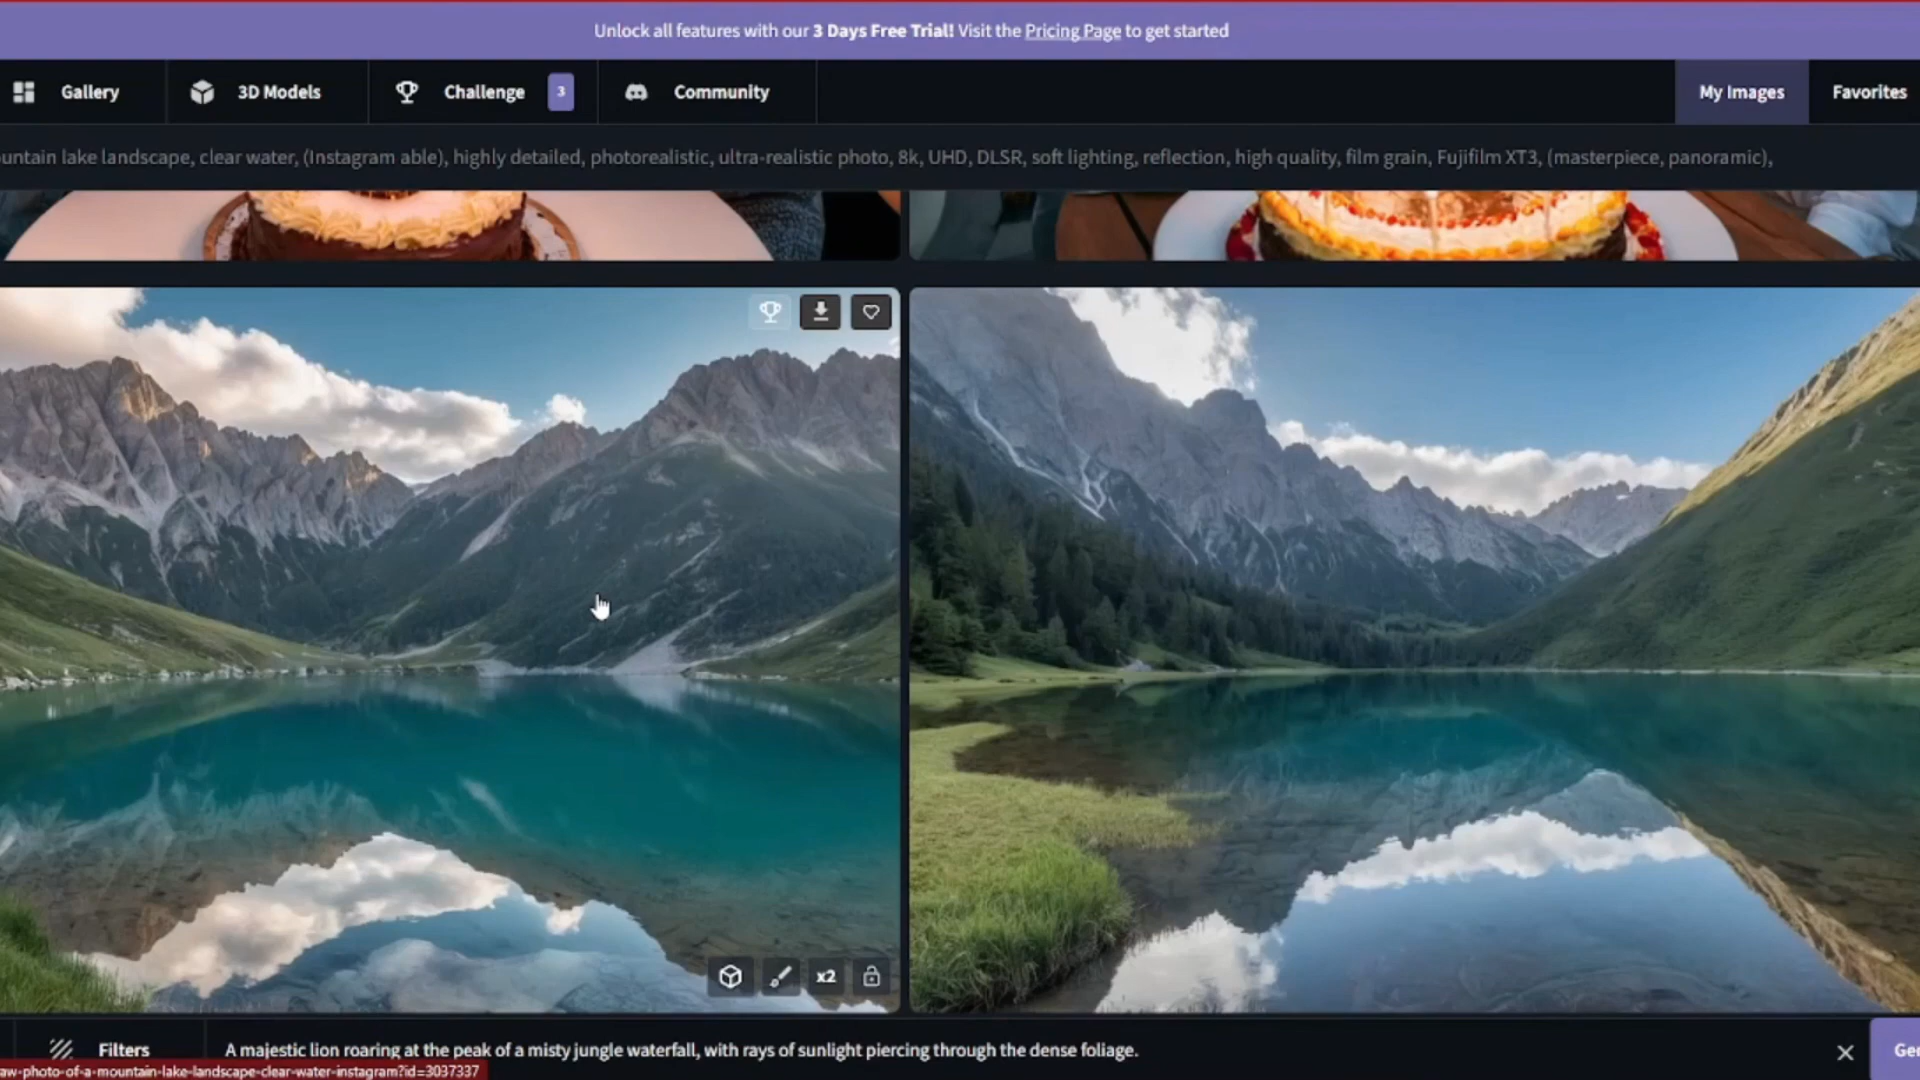 Unlock all features with our 3 Days Free Trial! Visit the Pricing Page to get started
Gallery
3D Models
Challenge
3
Community
My Images
Favorites
untain lake landscape, clear water, (Instagram able), highly detailed, photorealistic, ultra-realistic photo, 8k, UHD, DLSR, soft lighting, reflection, high quality, film grain, Fujifilm XT3, (masterpiece, panoramic),
x2
Filters
A majestic lion roaring at the peak of a misty jungle waterfall, with rays of sunlight piercing through the dense foliage.
Ge
aw-photo-of-a-mountain-lake-landscape-clear-water-instagram?id=3037337